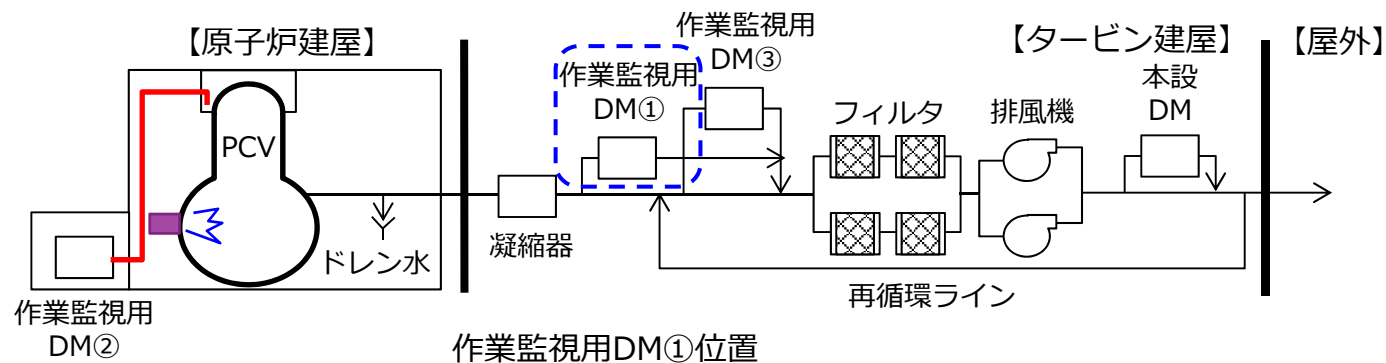 【原子炉建屋】
作業監視用
DM③
【タービン建屋】
【屋外】
作業監視用
DM①
本設
DM
フィルタ
排風機
PCV
凝縮器
ドレン水
再循環ライン
作業監視用
DM②
作業監視用DM①位置